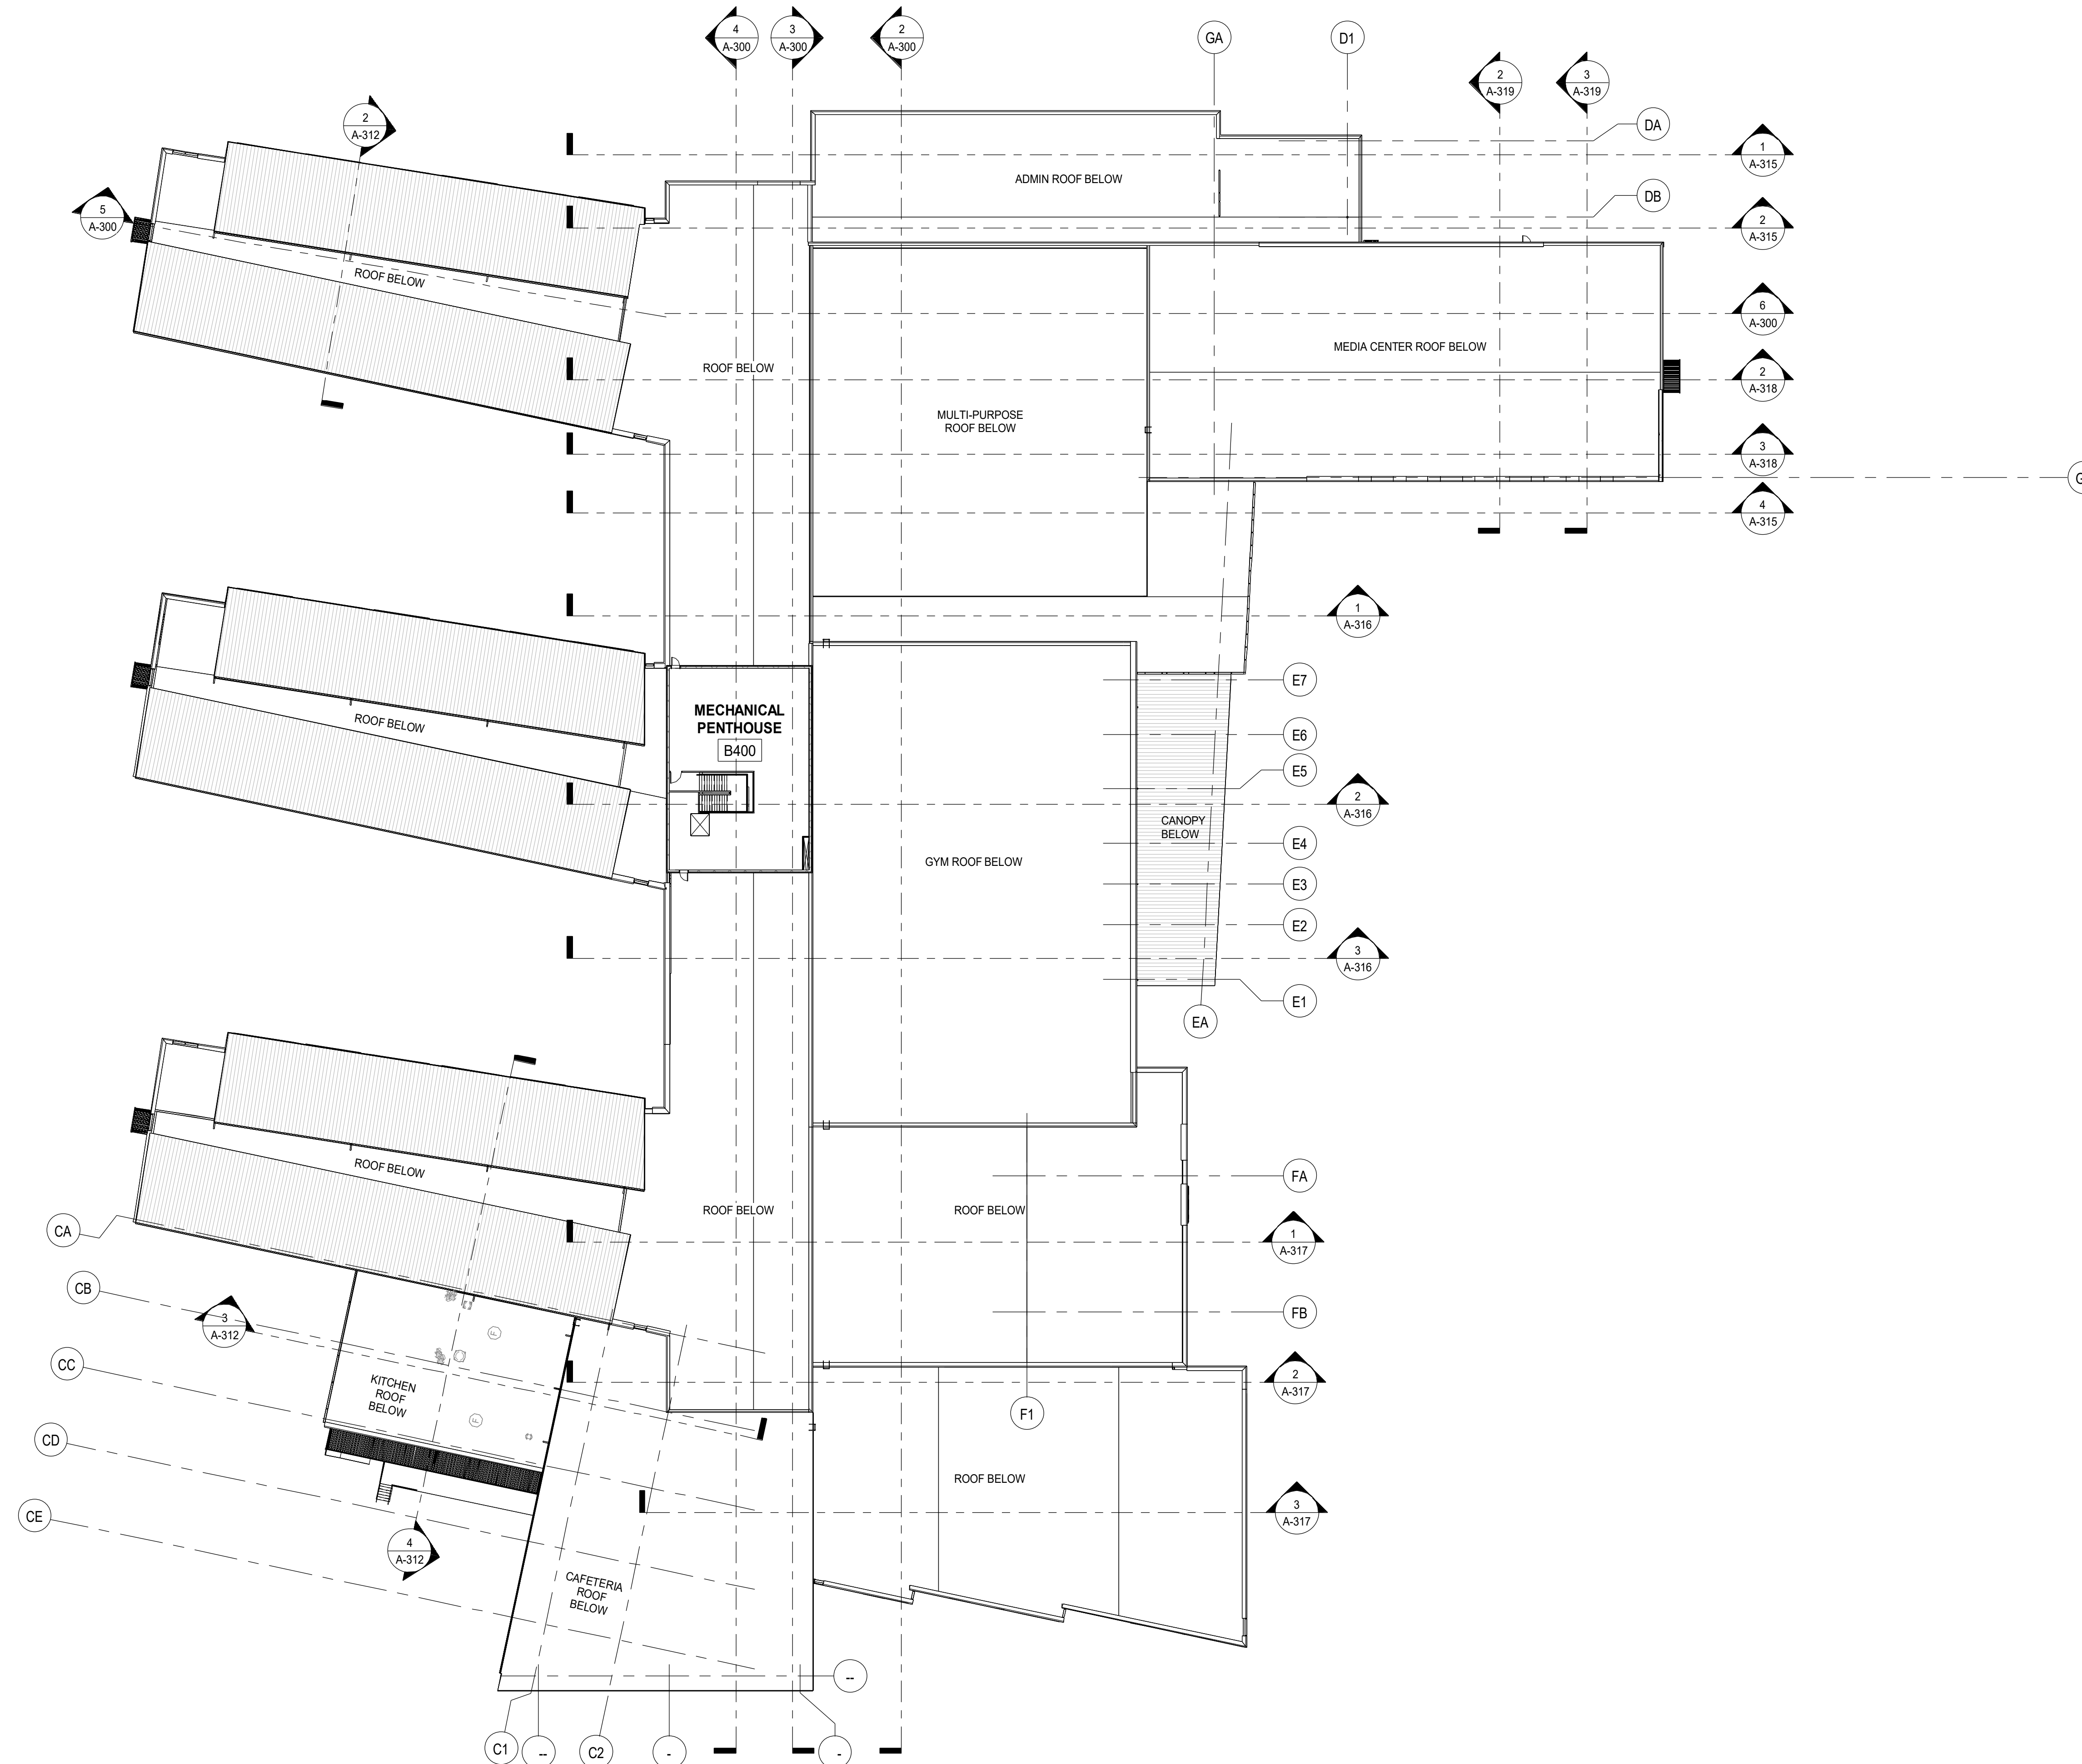 4
A-300
3
A-300
2
A-300
GA
D1
2
A-319
3
A-319
2
A-312
DA
1
A-315
ADMIN ROOF BELOW
DB
5
A-300
2
A-315
ROOF BELOW
6
A-300
MEDIA CENTER ROOF BELOW
ROOF BELOW
2
A-318
MULTI-PURPOSE
ROOF BELOW
3
A-318
G
4
A-315
1
A-316
E7
MECHANICAL
PENTHOUSE
B400
ROOF BELOW
E6
E5
2
A-316
CANOPY
BELOW
E4
GYM ROOF BELOW
E3
E2
3
A-316
E1
EA
ROOF BELOW
FA
ROOF BELOW
ROOF BELOW
CA
1
A-317
CB
FB
3
A-312
F
CC
2
A-317
KITCHEN
ROOF
BELOW
F
F1
CD
ROOF BELOW
CE
3
A-317
4
A-312
CAFETERIA
ROOF
BELOW
--
C1
--
C2
-
-